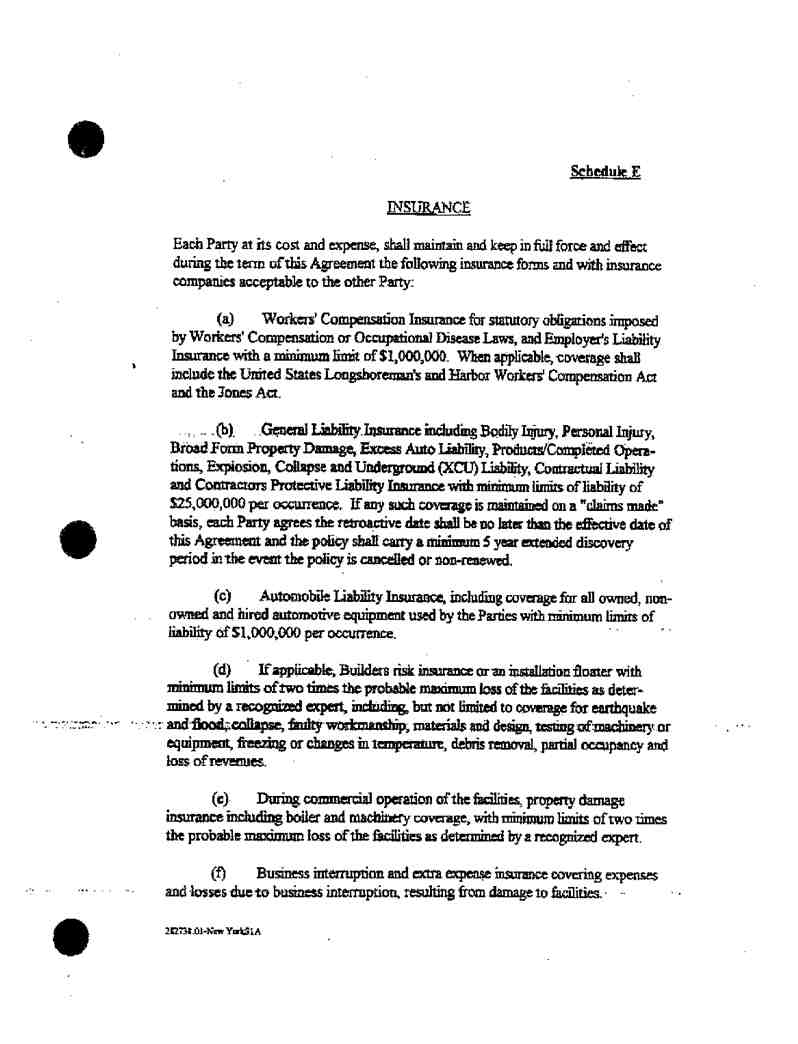 Schedule E
INSURANCE
Each Party at its cost and expense, shall maintain and keep in full force and effect
during the term of this Agreement the following insurance forms and with insurance
companies acceptable to the other Party:
(a) Workers' Compensation Insurance for statutory obligations imposed
by Workers' Compensation or Occupational Disease Laws, and Employer's Liability
Insurance with a minimum limit of $1,000,000. When applicable, coverage shall
include the United States Longshoreman's and Harbor Workers' Compensation Act
and the Jones Act.
(b) General Liability Insurance including Bodily Injury, Personal Injury,
Broad Form Property Damage, Excess Auto Liability, Products/Completed Opera-
tions, Explosion, Collapse and Underground (XCU) Liability, Contractual Liability
and Contractors Protective Liability Insurance with minimum limits of liability of
$25,000,000 per occurrence. If any such coverage is maintained on a "claims made"
basis, each Party agrees the retroactive date shall be no later than the effective date of
this Agreement and the policy shall carry a minimum 5 year extended discovery
period in the event the policy is cancelled or non-renewed.
(c) Automobile Liability Insurance, including coverage for all owned, non-
owned and hired automotive equipment used by the Parties with minimum limits of
liability of $1,000,000 per occurrence.
(d) If applicable, Builders risk insurance or an installation floater with
minimum limits of two times the probable maximum loss of the facilities as deter-
mined by a recognized expert, including, but not limited to coverage for earthquake
and flood, collapse, faulty workmanship, materials and design, testing of machinery or
equipment, freezing or changes in temperature, debris removal, partial occupancy and
loss of revenues.
(e) During commercial operation of the facilities, property damage
insurance including boiler and machinery coverage, with minimum limits of two times
the probable maximum loss of the facilities as determined by a recognized expert.
(f) Business interruption and extra expense insurance covering expenses
and losses due to business interruption, resulting from damage to facilities.
York